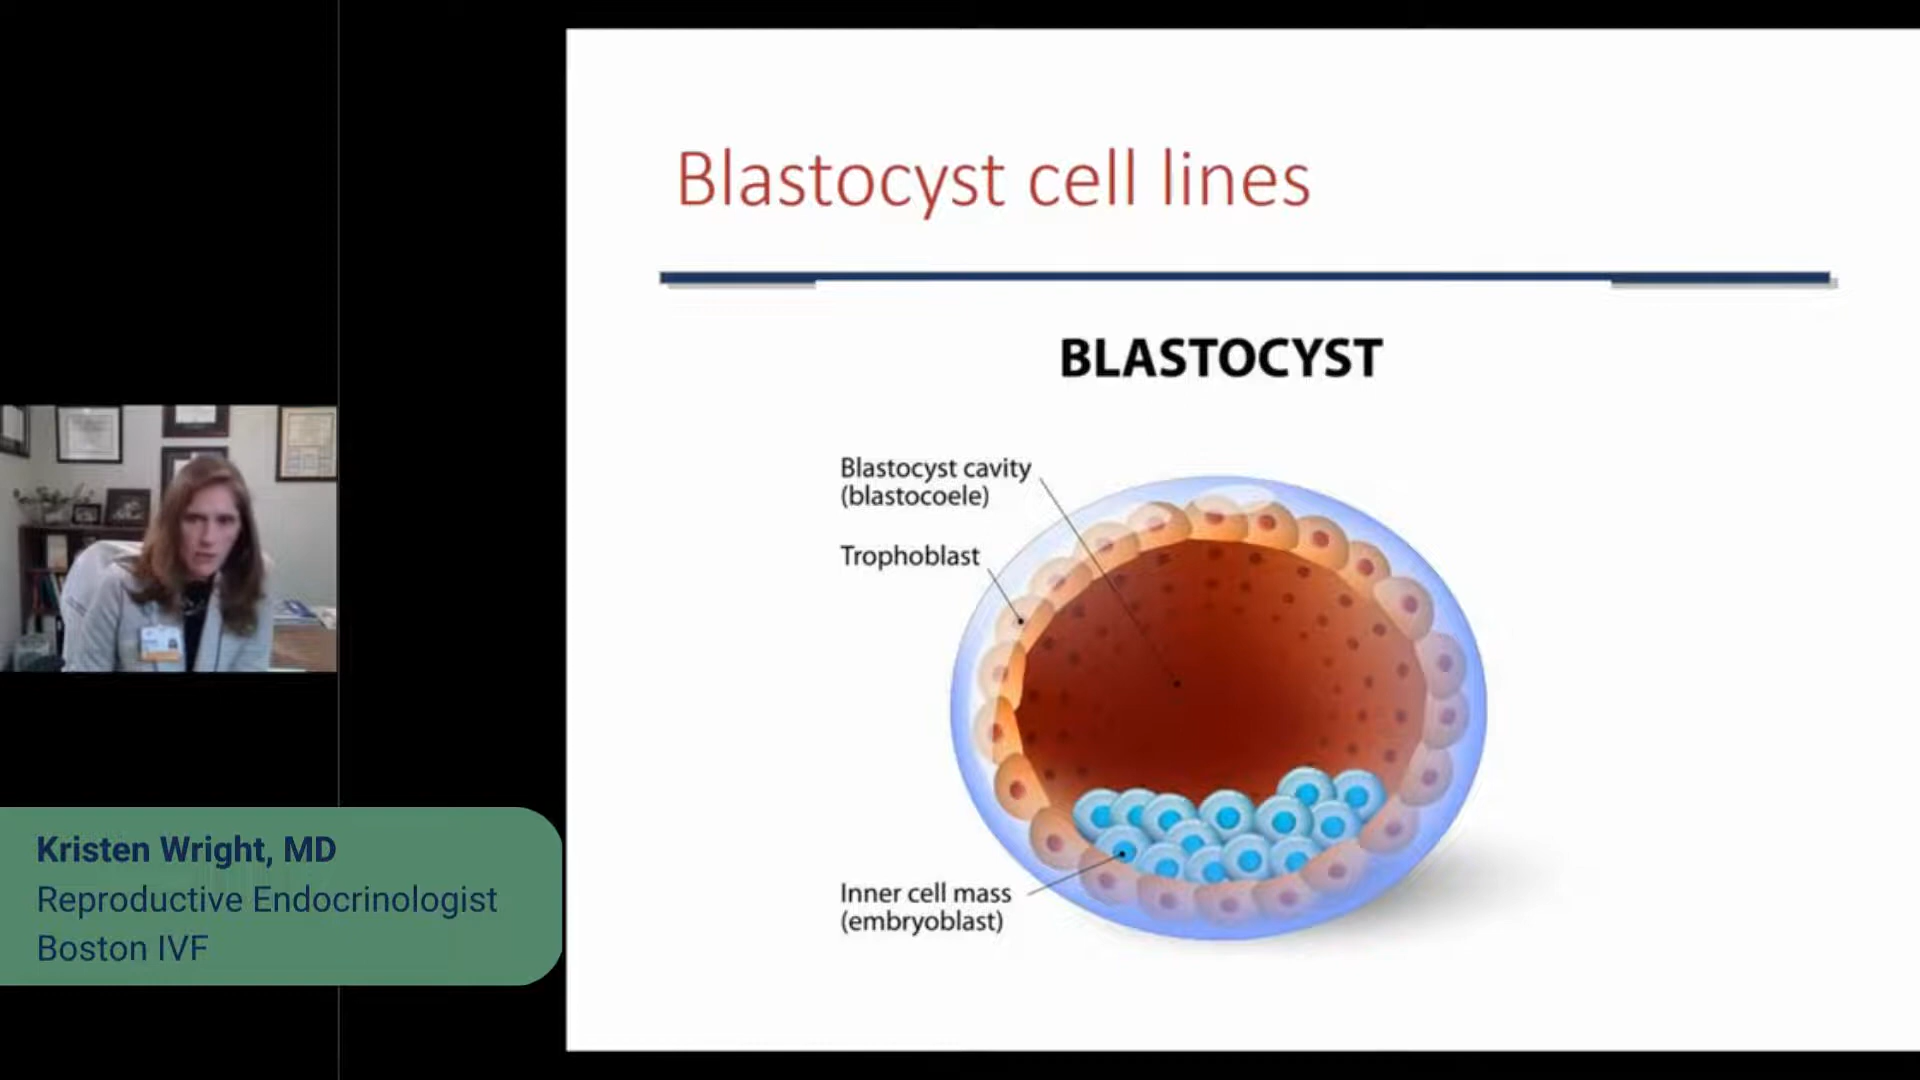 Blastocyst cell lines
BLASTOCYST
Blastocyst cavity
(blastocoele)
Trophoblast
Inner cell mass
(embryoblast)
Kristen Wright, MD
Reproductive Endocrinologist
Boston IVF